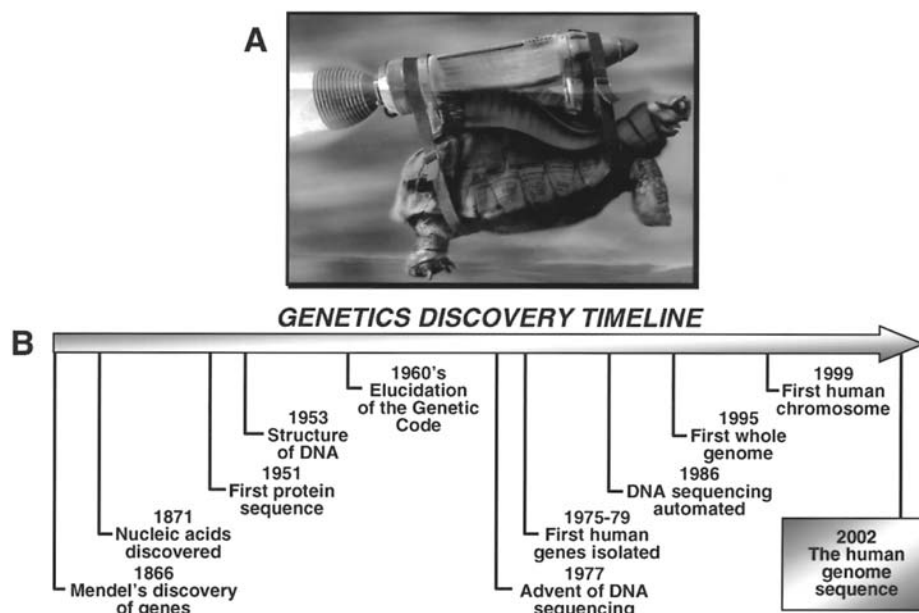 A
GENETICS DISCOVERY TIMELINE
B
1866
Mendel's discovery
of genes
1871
Nucleic acids
discovered
1951
First protein
sequence
1953
Structure
of DNA
1960's
Elucidation
of the Genetic
Code
1977
Advent of DNA
sequencing
1975-79
First human
genes isolated
1986
DNA sequencing
automated
1995
First whole
genome
1999
First human
chromosome
2002
The human
genome
sequence